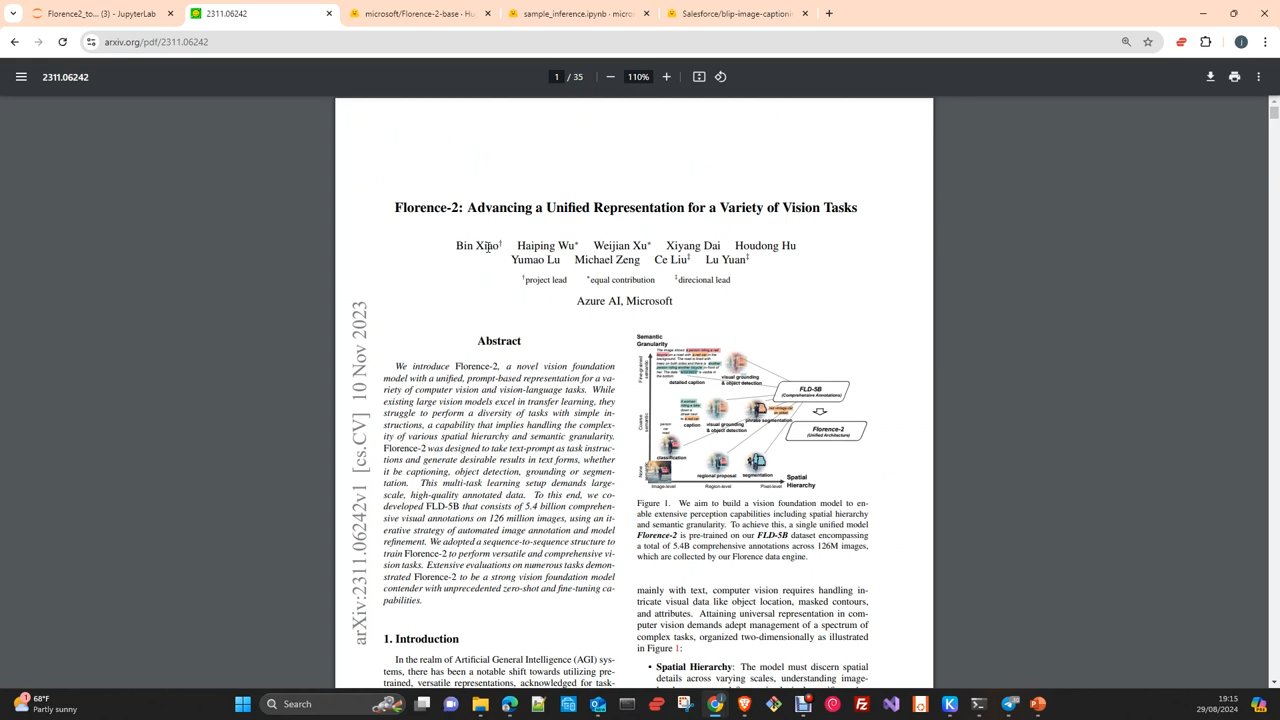 Florence2_to... (3) - JupyterLab
2311.06242
microsoft/Florence-2-base · Hu
sample_inference.ipynb · micros
Salesforce/blip-image-caption
arxiv.org/pdf/2311.06242
2311.06242
1 / 35
110%
Florence-2: Advancing a Unified Representation for a Variety of Vision Tasks
Bin Xiao† Haiping Wu* Weijian Xu* Xiyang Dai Houdong Hu
Yumao Lu Michael Zeng Ce Liu‡ Lu Yuan‡
†project lead *equal contribution ‡direcional lead
Azure AI, Microsoft
arXiv:2311.06242v1 [cs.CV] 10 Nov 2023
Abstract
We introduce Florence-2, a novel vision foundation
model with a unified, prompt-based representation for a va-
riety of computer vision and vision-language tasks. While
existing large vision models excel in transfer learning, they
struggle to perform a diversity of tasks with simple in-
structions, a capability that implies handling the complex-
ity of various spatial hierarchy and semantic granularity.
Florence-2 was designed to take text-prompt as task instruc-
tions and generate desirable results in text forms, whether
it be captioning, object detection, grounding or segmen-
tation. This multi-task learning setup demands large-
scale, high-quality annotated data. To this end, we co-
developed FLD-5B that consists of 5.4 billion comprehen-
sive visual annotations on 126 million images, using an it-
erative strategy of automated image annotation and model
refinement. We adopted a sequence-to-sequence structure to
train Florence-2 to perform versatile and comprehensive vi-
sion tasks. Extensive evaluations on numerous tasks demon-
strated Florence-2 to be a strong vision foundation model
contender with unprecedented zero-shot and fine-tuning ca-
pabilities.
1. Introduction
In the realm of Artificial General Intelligence (AGI) sys-
tems, there has been a notable shift towards utilizing pre-
trained, versatile representations, acknowledged for task-
Semantic
Granularity
Fine-grained
semantic
Coarse
semantic
None
semantic
detailed caption
visual grounding
& object detection
caption
visual grounding
& object detection
phrase segmentation
classification
regional proposal
segmentation
FLD-5B
(Comprehensive Annotations)
Florence-2
(Unified Architecture)
Image-level
Region-level
Pixel-level
Spatial
Hierarchy
Figure 1. We aim to build a vision foundation model to en-
able extensive perception capabilities including spatial hierarchy
and semantic granularity. To achieve this, a single unified model
Florence-2 is pre-trained on our FLD-5B dataset encompassing
a total of 5.4B comprehensive annotations across 126M images,
which are collected by our Florence data engine.
mainly with text, computer vision requires handling in-
tricate visual data like object location, masked contours,
and attributes. Attaining universal representation in com-
puter vision demands adept management of a spectrum of
complex tasks, organized two-dimensionally as illustrated
in Figure 1:
• Spatial Hierarchy: The model must discern spatial
details across varying scales, understanding image-
68°F
Partly sunny
Search
19:15
29/08/2024